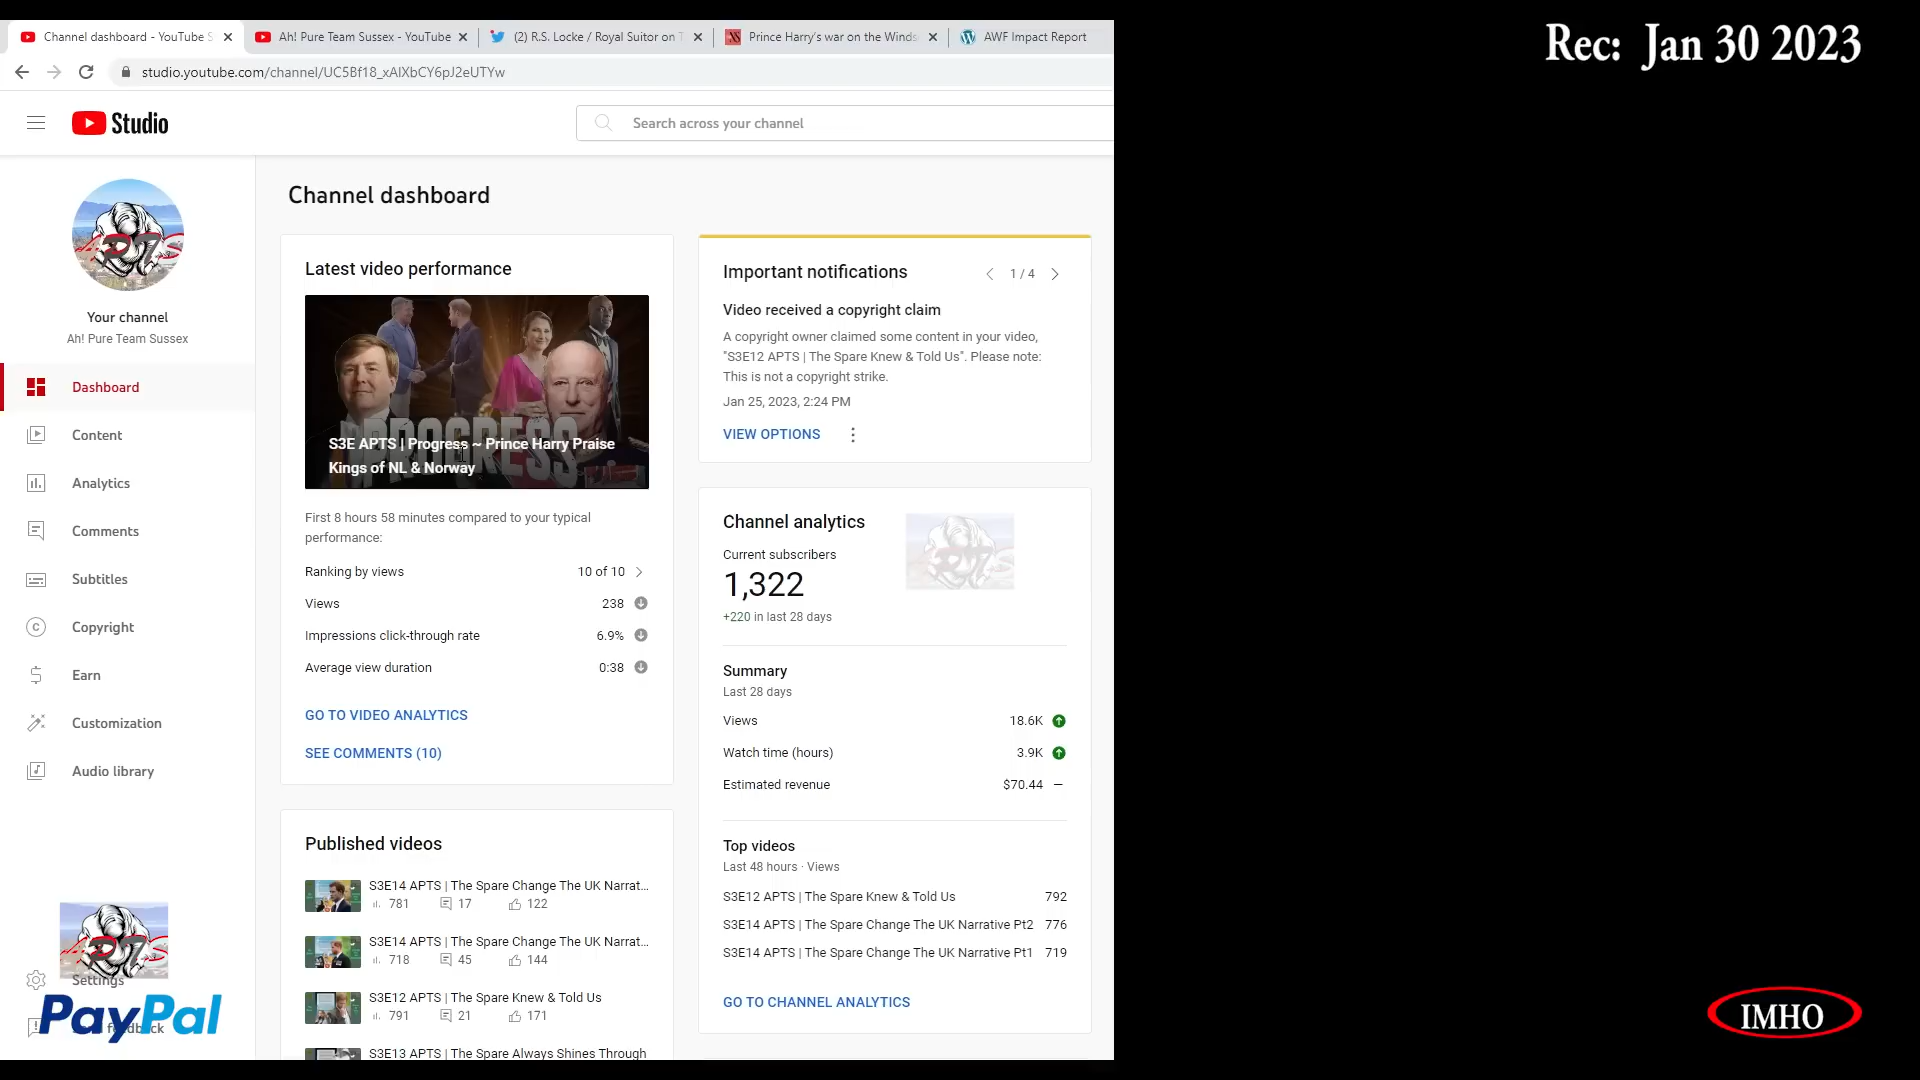 Channel dashboard - YouTube S
Ah! Pure Team Sussex - YouTube
(2) R.S. Locke / Royal Suitor on T
Prince Harry's war on the Winds
AWF Impact Report
Rec: Jan 30 2023
studio.youtube.com/channel/UC5Bf18_xAIXbCY6pJ2eUTYw
Studio
Search across your channel
Your channel
Ah! Pure Team Sussex
Dashboard
Content
Analytics
Comments
Subtitles
Copyright
Earn
Customization
Audio library
Settings
PayPal
Channel dashboard
Latest video performance
PROGRESS
S3E APTS | Progress ~ Prince Harry Praise
Kings of NL & Norway
First 8 hours 58 minutes compared to your typical
performance:
Ranking by views 10 of 10
Views 238
Impressions click-through rate 6.9%
Average view duration 0:38
GO TO VIDEO ANALYTICS
SEE COMMENTS (10)
Published videos
S3E14 APTS | The Spare Change The UK Narrat...
781 17 122
S3E14 APTS | The Spare Change The UK Narrat...
718 45 144
S3E12 APTS | The Spare Knew & Told Us
791 21 171
S3E13 APTS | The Spare Always Shines Through
Important notifications
1 / 4
Video received a copyright claim
A copyright owner claimed some content in your video,
"S3E12 APTS | The Spare Knew & Told Us". Please note:
This is not a copyright strike.
Jan 25, 2023, 2:24 PM
VIEW OPTIONS
Channel analytics
Current subscribers
1,322
+220 in last 28 days
Summary
Last 28 days
Views 18.6K
Watch time (hours) 3.9K
Estimated revenue $70.44 —
Top videos
Last 48 hours · Views
S3E12 APTS | The Spare Knew & Told Us 792
S3E14 APTS | The Spare Change The UK Narrative Pt2 776
S3E14 APTS | The Spare Change The UK Narrative Pt1 719
GO TO CHANNEL ANALYTICS
IMHO